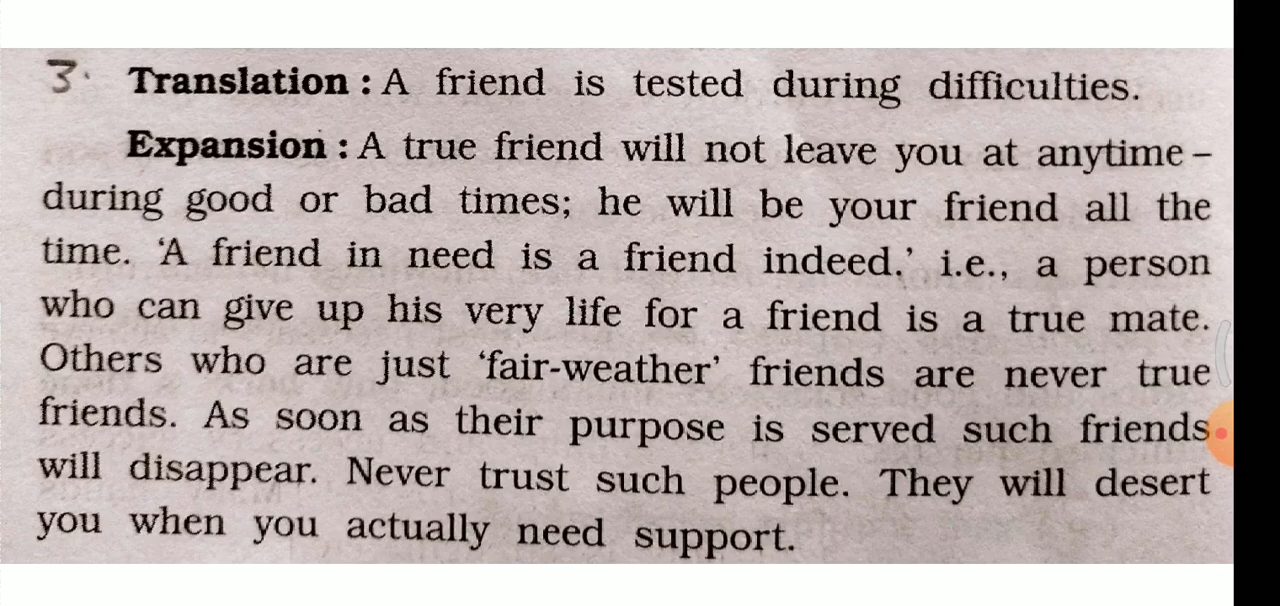 3. Translation : A friend is tested during difficulties.
Expansion : A true friend will not leave you at anytime –
during good or bad times; he will be your friend all the
time. ‘A friend in need is a friend indeed.’ i.e., a person
who can give up his very life for a friend is a true mate.
Others who are just ‘fair-weather’ friends are never true
friends. As soon as their purpose is served such friends
will disappear. Never trust such people. They will desert
you when you actually need support.